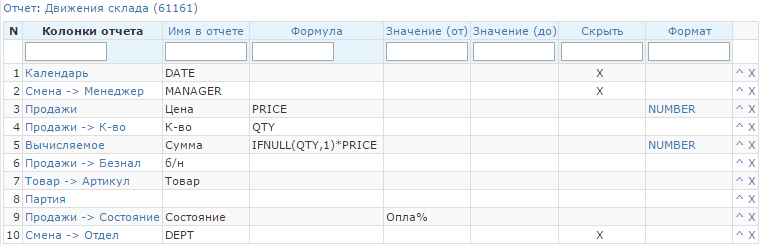 Отчет: Движения склада (61161)
N Колонки отчета Имя в отчете Формула Значение (от) Значение (до) Скрыть Формат
1 Календарь DATE X ^ X
2 Смена -> Менеджер MANAGER X ^ X
3 Продажи Цена PRICE NUMBER ^ X
4 Продажи -> К-во К-во QTY ^ X
5 Вычисляемое Сумма IFNULL(QTY,1)*PRICE NUMBER ^ X
6 Продажи -> Безнал б/н ^ X
7 Товар -> Артикул Товар ^ X
8 Партия ^ X
9 Продажи -> Состояние Состояние Опла% ^ X
10 Смена -> Отдел DEPT X ^ X